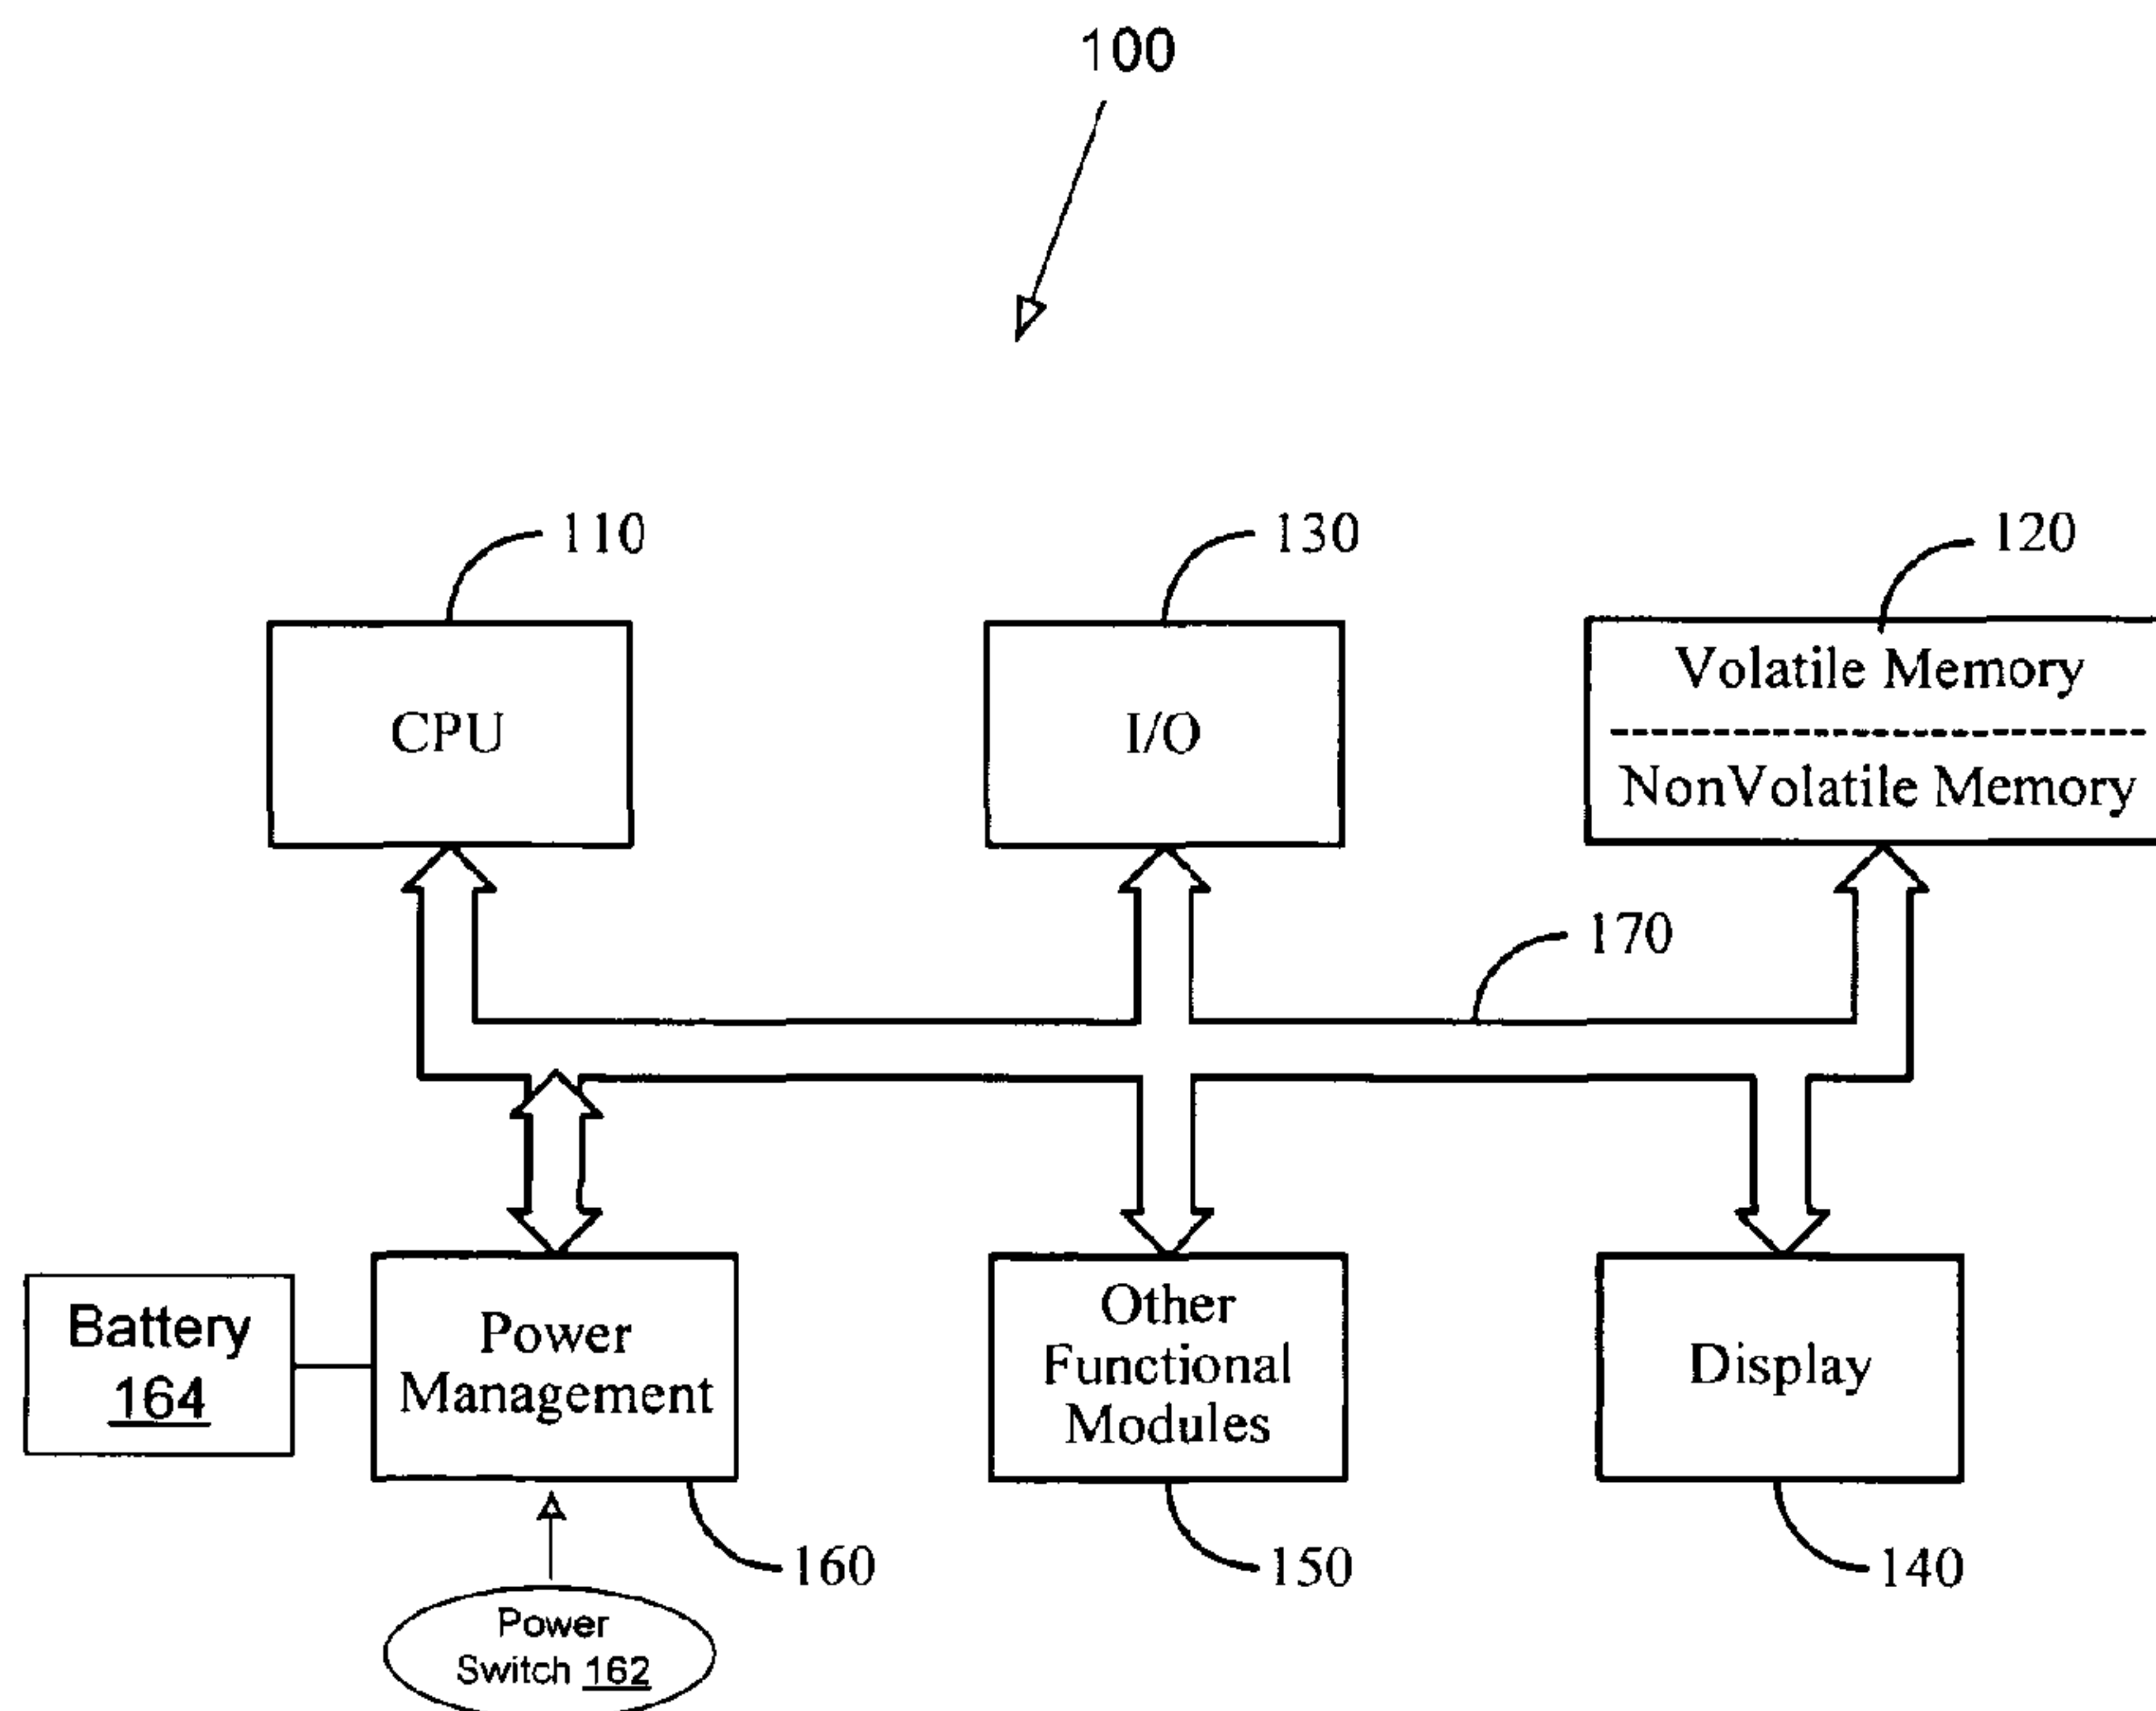 100
110
130
120
CPU
I/O
Volatile Memory
NonVolatile Memory
170
Battery
164
Power
Management
Other
Functional
Modules
Display
160
150
140
Power
Switch 162